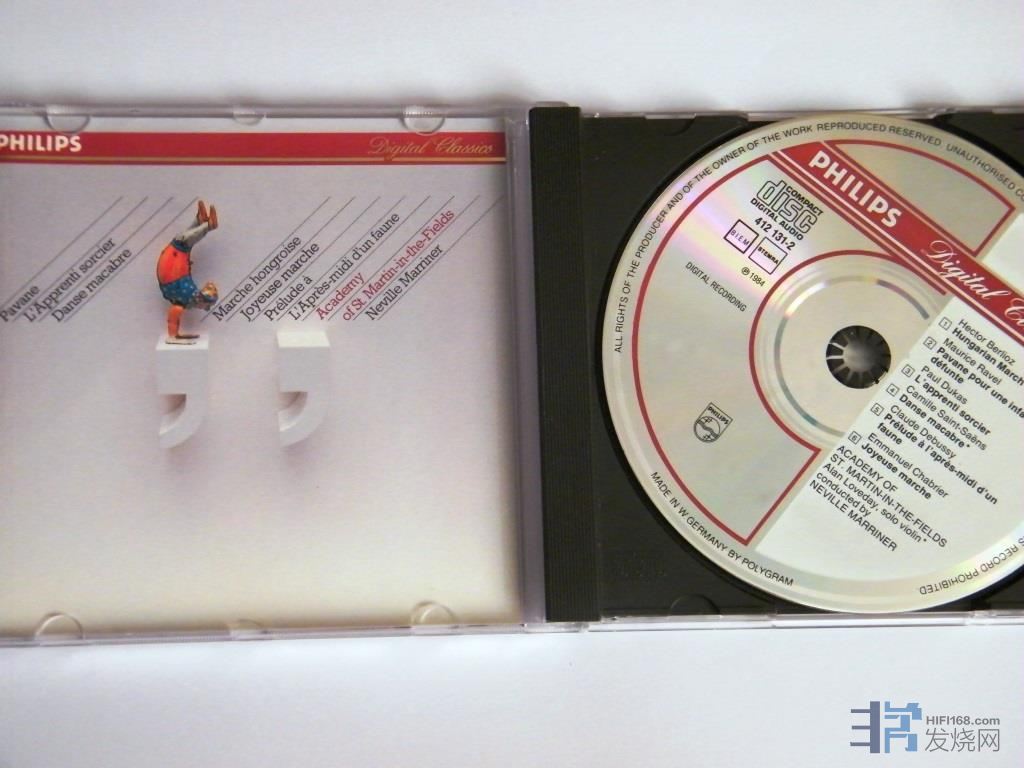 PHILIPS
Digital Classics
Pavane
L'Apprenti sorcier
Danse macabre
Marche hongroise
Joyeuse marche
Prélude à
L'Après-midi d'un faune
Academy
of St. Martin-in-the-Fields
Neville Marriner
ALL RIGHTS OF THE PRODUCER AND OF THE OWNER OF THE WORK REPRODUCED RESERVED. UNAUTHORISED
PHILIPS
Digital
COMPACT
disc
DIGITAL AUDIO
412 131-2
BIEM
STEMRA
℗ 1984
DIGITAL RECORDING
PHILIPS
Hector Berlioz
1 Hungarian March
Maurice Ravel
2 Pavane pour une
défunte
Paul Dukas
3 L'apprenti sorcier
Camille Saint-Saëns
4 Danse macabre*
Claude Debussy
5 Prélude à l'après-midi d'un
faune
Emmanuel Chabrier
6 Joyeuse marche
ACADEMY OF
ST. MARTIN-IN-THE-FIELDS
Alan Loveday, solo violin*
conducted by
NEVILLE MARRINER
MADE IN W. GERMANY BY POLYGRAM
RECORD PROHIBITED
HIFI168.com
发烧网